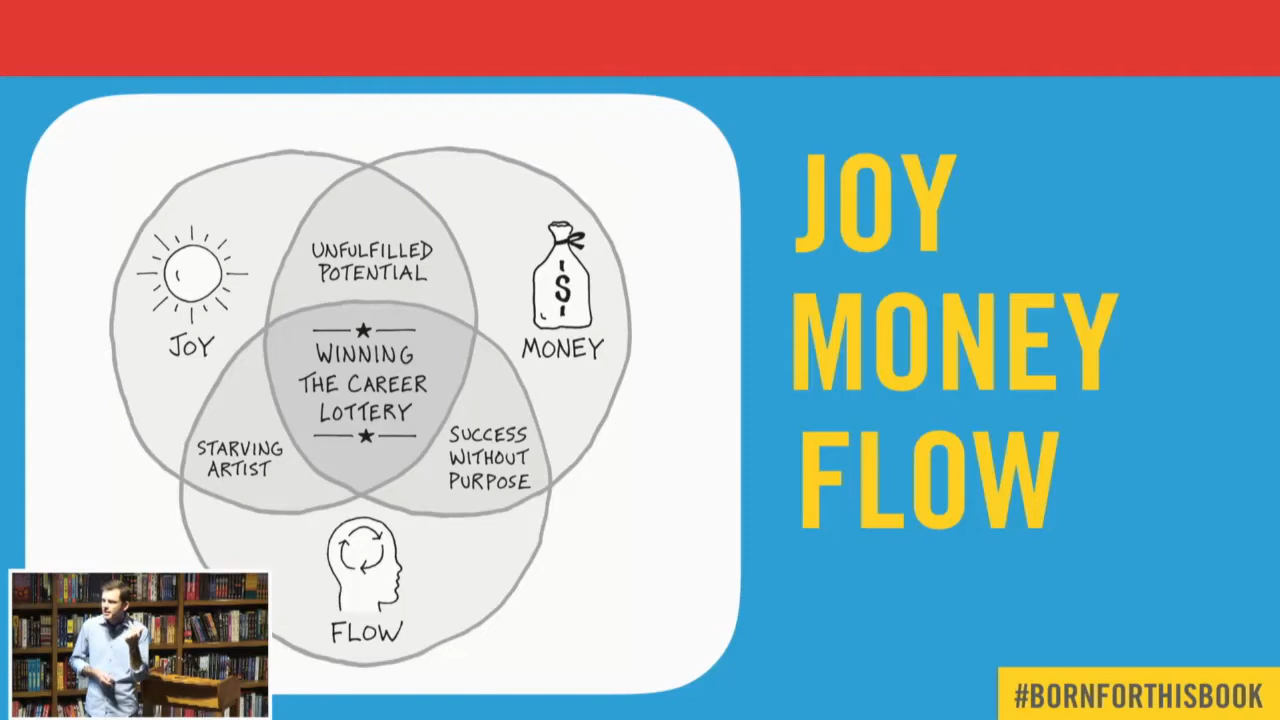 JOY
MONEY
FLOW
UNFULFILLED
POTENTIAL
JOY
$
MONEY
WINNING
THE CAREER
LOTTERY
STARVING
ARTIST
SUCCESS
WITHOUT
PURPOSE
FLOW
#BORNFORTHISBOOK